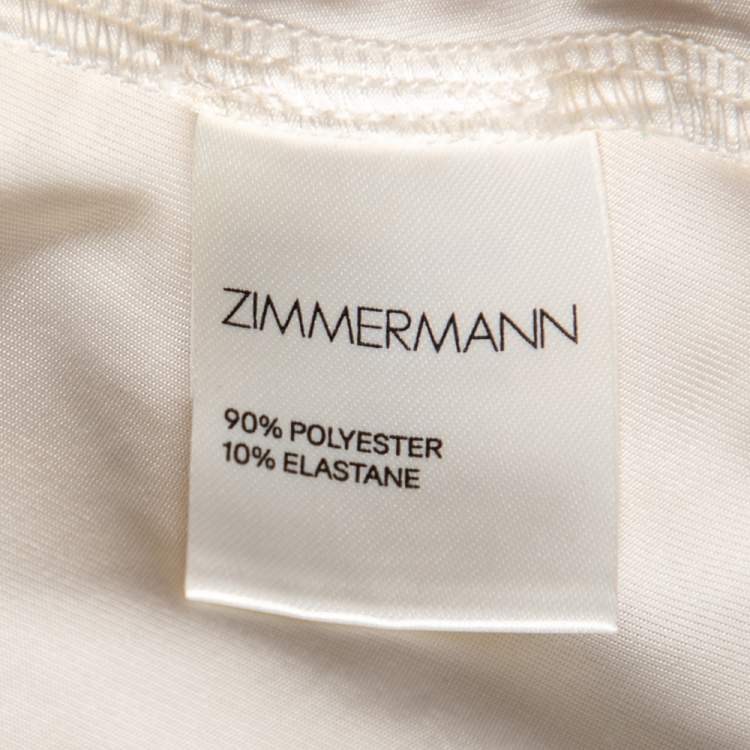 ZIMMERMANN
90% POLYESTER
10% ELASTANE